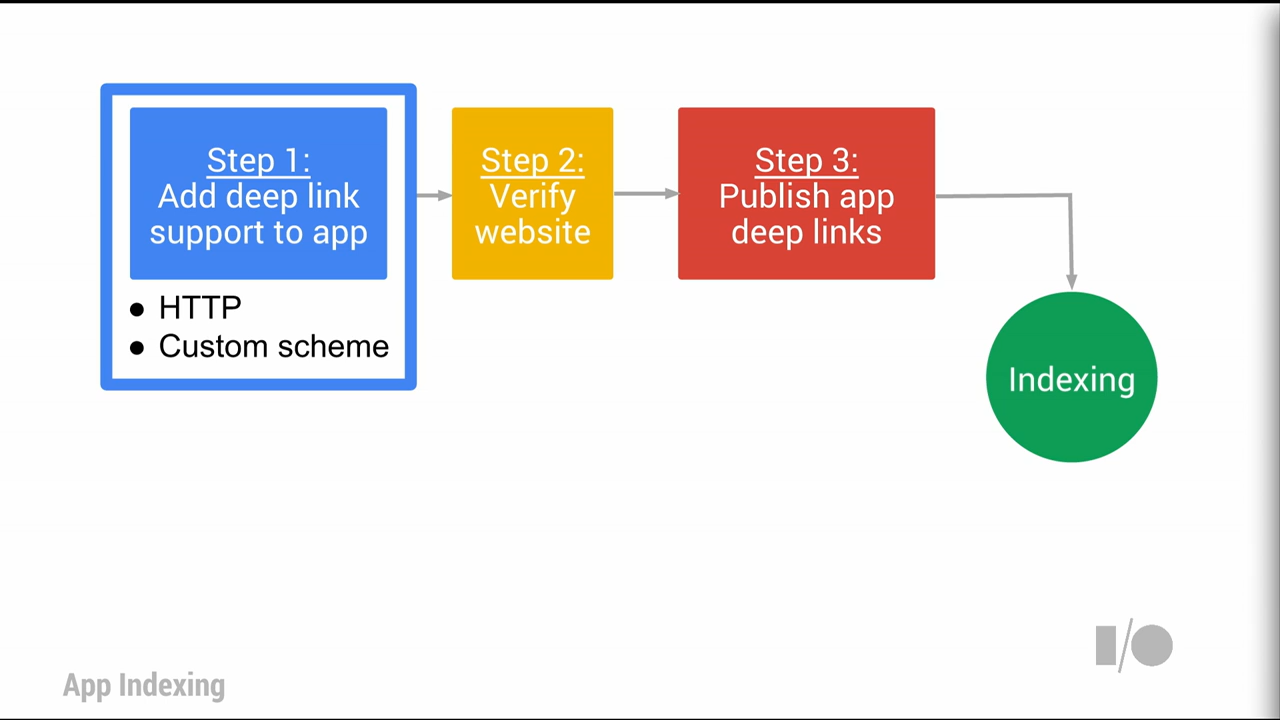 Step 1:
Add deep link
support to app
● HTTP
● Custom scheme
Step 2:
Verify
website
Step 3:
Publish app
deep links
Indexing
I/O
App Indexing